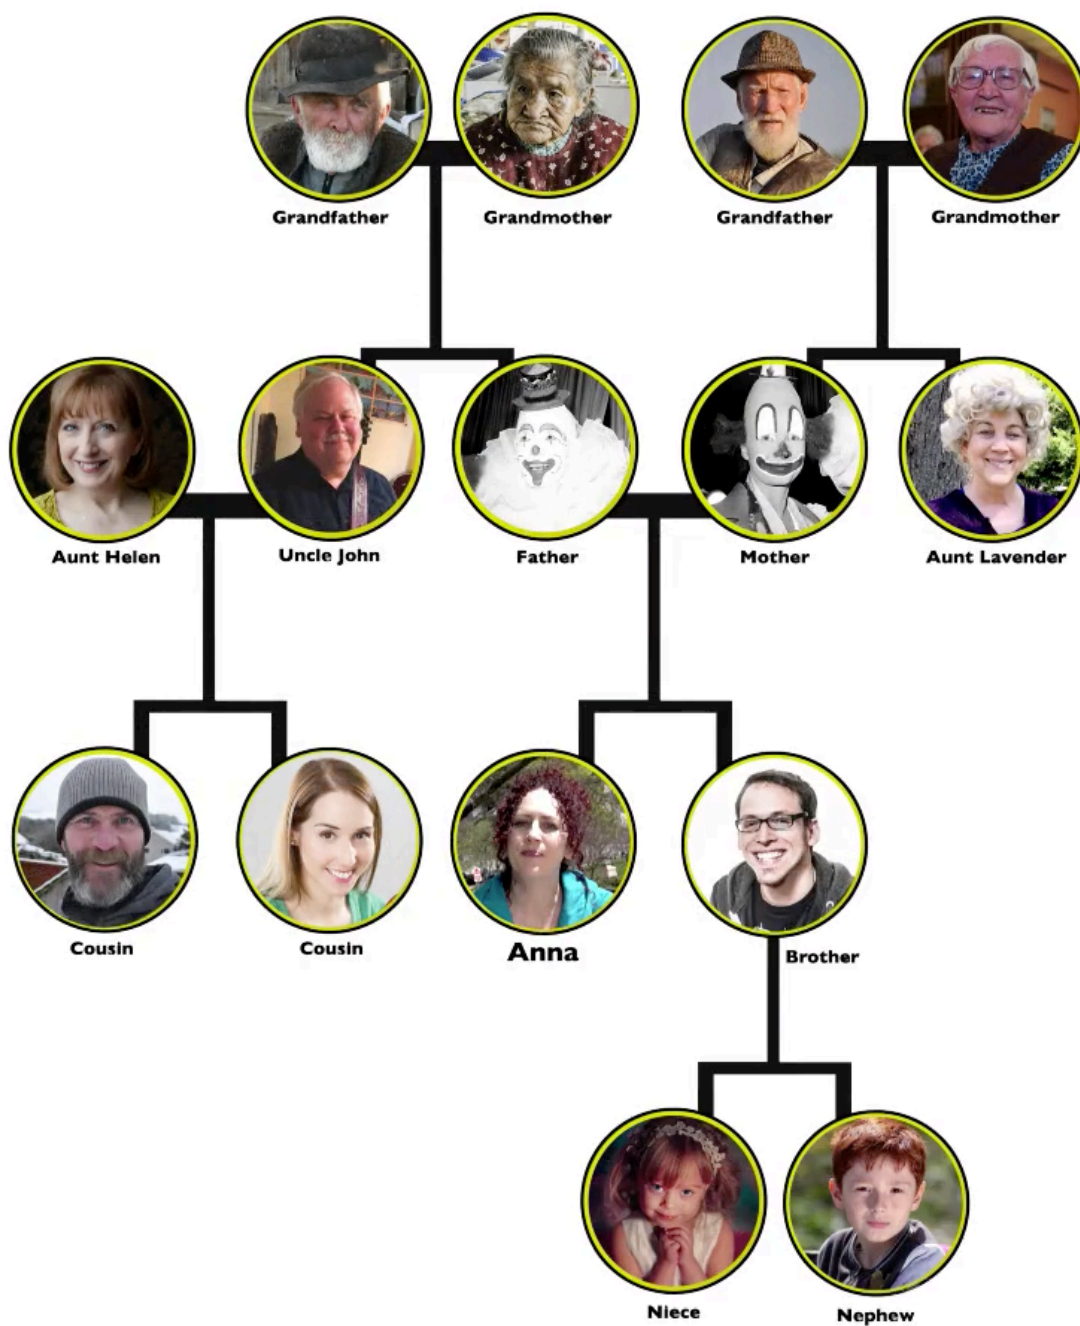 Grandfather
Grandmother
Grandfather
Grandmother
Aunt Helen
Uncle John
Father
Mother
Aunt Lavender
Cousin
Cousin
Anna
Brother
Niece
Nephew